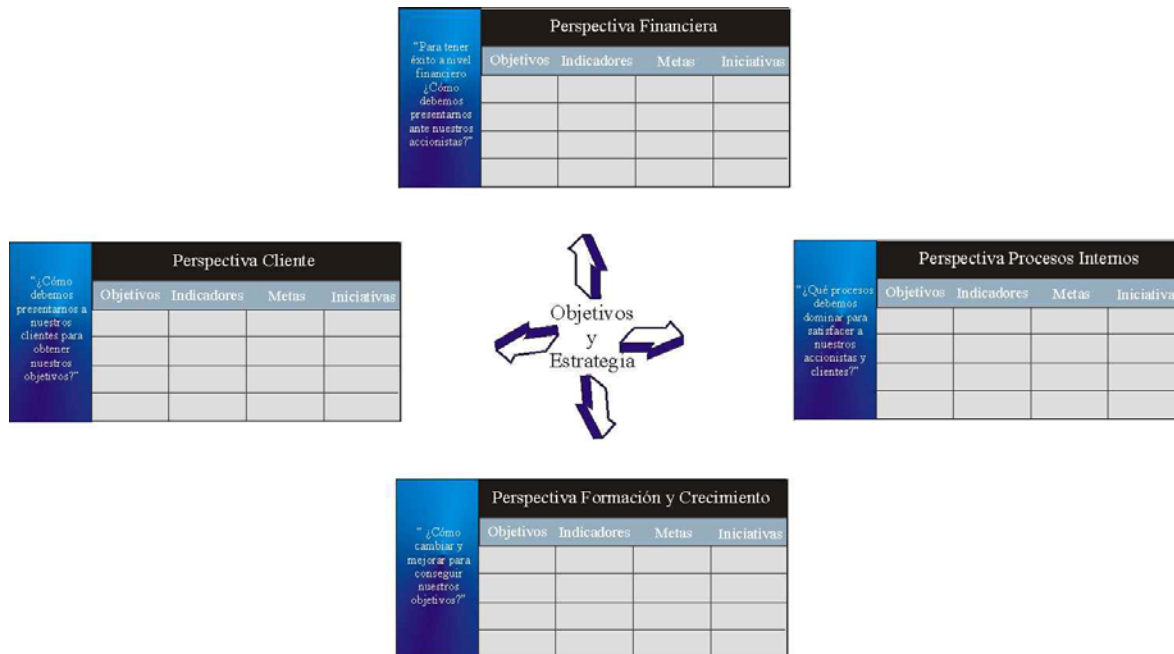 Perspectiva Financiera
"Para tener
éxito a nivel
financiero
¿Cómo
debemos
presentarnos
ante nuestros
accionistas?"
Objetivos Indicadores Metas Iniciativas
Perspectiva Cliente
"¿Cómo
debemos
presentarnos a
nuestros
clientes para
obtener
nuestros
objetivos?"
Objetivos Indicadores Metas Iniciativas
Objetivos
y
Estrategia
Perspectiva Procesos Internos
"¿Qué procesos
debemos
dominar para
satisfacer a
nuestros
accionistas y
clientes?"
Objetivos Indicadores Metas Iniciativa
Perspectiva Formación y Crecimiento
" ¿Cómo
cambiar y
mejorar para
conseguir
nuestros
objetivos?"
Objetivos Indicadores Metas Iniciativas